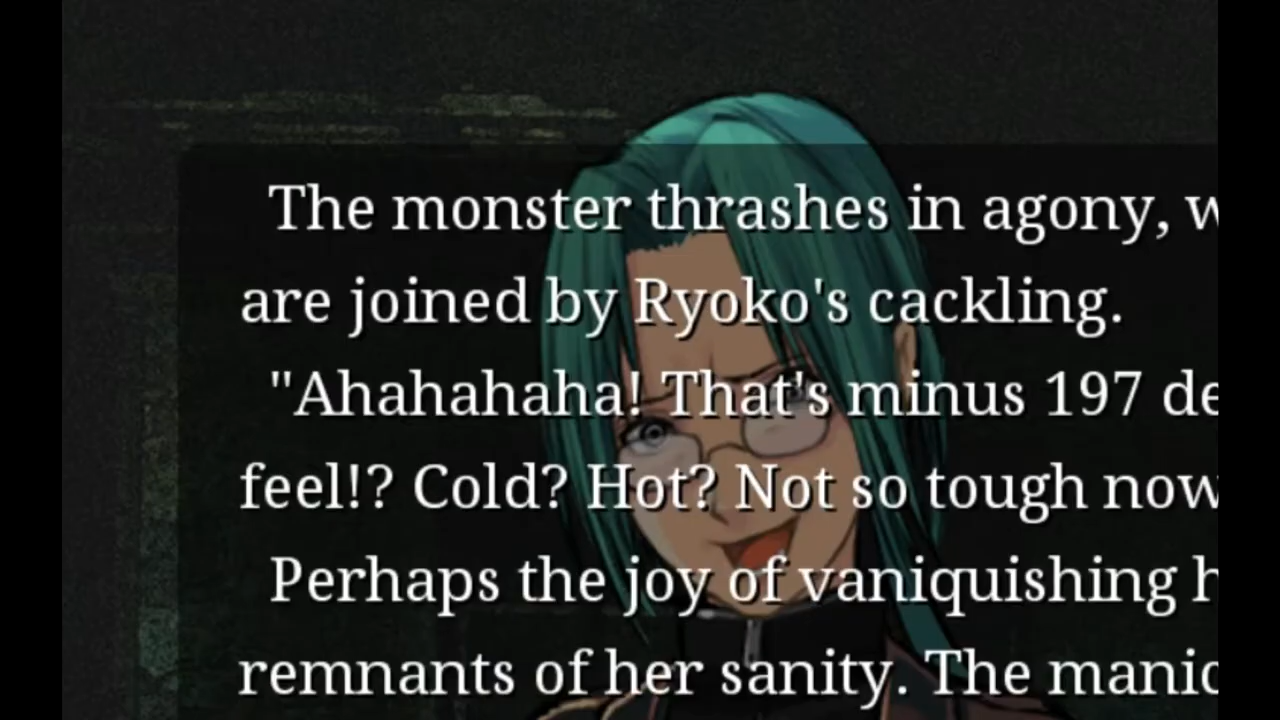 The monster thrashes in agony, w
are joined by Ryoko's cackling.
"Ahahahaha! That's minus 197 de
feel!? Cold? Hot? Not so tough now
Perhaps the joy of vaniquishing h
remnants of her sanity. The manic